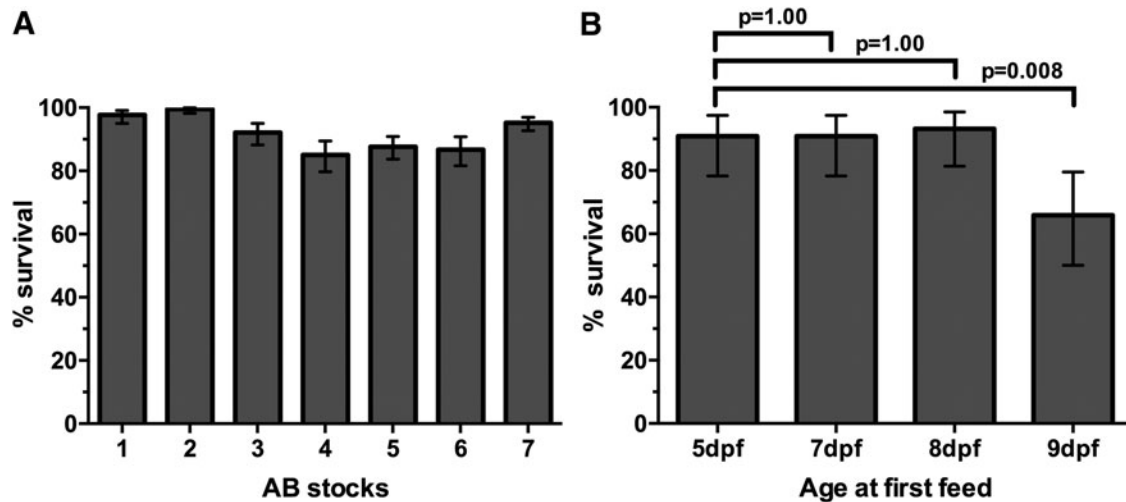 A
% survival
100
80
60
40
20
0
1 2 3 4 5 6 7
AB stocks
B
p=1.00
p=1.00
p=0.008
% survival
100
80
60
40
20
0
5dpf 7dpf 8dpf 9dpf
Age at first feed